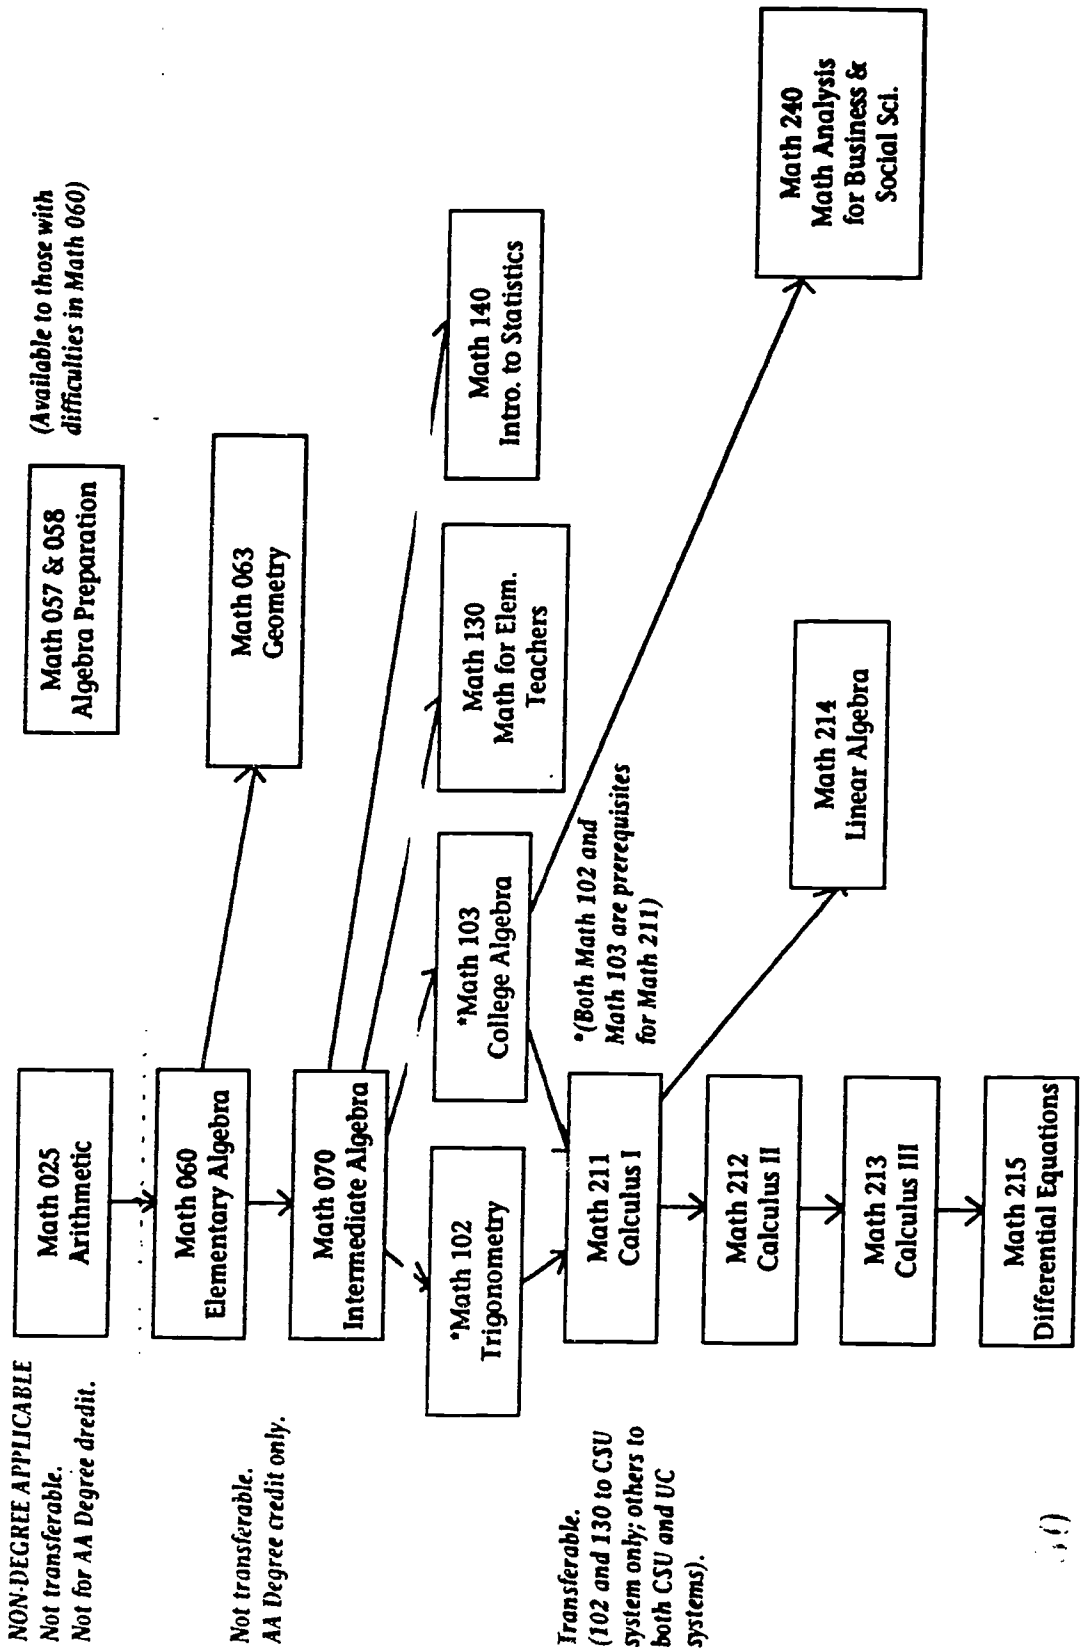 NON-DEGREE APPLICABLE
Not transferable.
Not for AA Degree dredit.
Math 025
Arithmetic
Math 057 & 058
Algebra Preparation
(Available to those with
difficulties in Math 060)
Math 060
Elementary Algebra
Math 063
Geometry
Not transferable.
AA Degree credit only.
Math 070
Intermediate Algebra
*Math 102
Trigonometry
*Math 103
College Algebra
Math 130
Math for Elem.
Teachers
Math 140
Intro. to Statistics
Transferable.
(102 and 130 to CSU
system only; others to
both CSU and UC
systems).
Math 211
Calculus I
*(Both Math 102 and
Math 103 are prerequisites
for Math 211)
Math 212
Calculus II
Math 214
Linear Algebra
Math 240
Math Analysis
for Business &
Social Sci.
Math 213
Calculus III
Math 215
Differential Equations